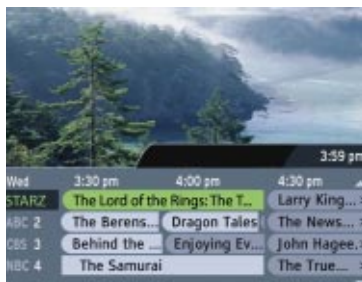 3:59 pm
Wed 3:30 pm 4:00 pm 4:30 pm
STARZ The Lord of the Rings: The T... Larry King...
ABC 2 The Berens... Dragon Tales The News...
CBS 3 Behind the ... Enjoying Ev... John Hagee.
NBC 4 The Samurai The True...